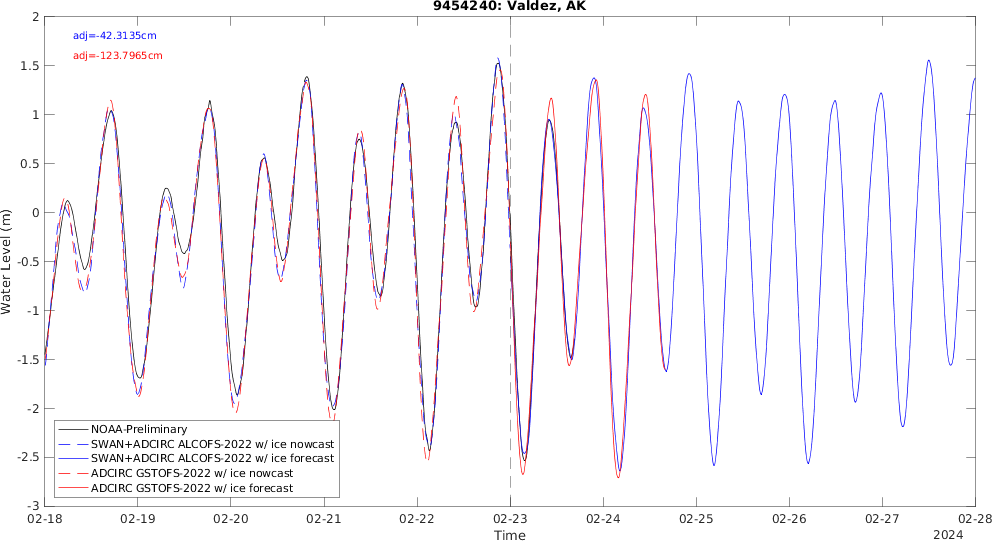 9454240: Valdez, AK
adj=-42.3135cm
adj=-123.7965cm
Water Level (m)
2
1.5
1
0.5
0
-0.5
-1
-1.5
-2
-2.5
-3
NOAA-Preliminary
SWAN+ADCIRC ALCOFS-2022 w/ ice nowcast
SWAN+ADCIRC ALCOFS-2022 w/ ice forecast
ADCIRC GSTOFS-2022 w/ ice nowcast
ADCIRC GSTOFS-2022 w/ ice forecast
02-18 02-19 02-20 02-21 02-22 02-23 02-24 02-25 02-26 02-27 02-28
Time
2024